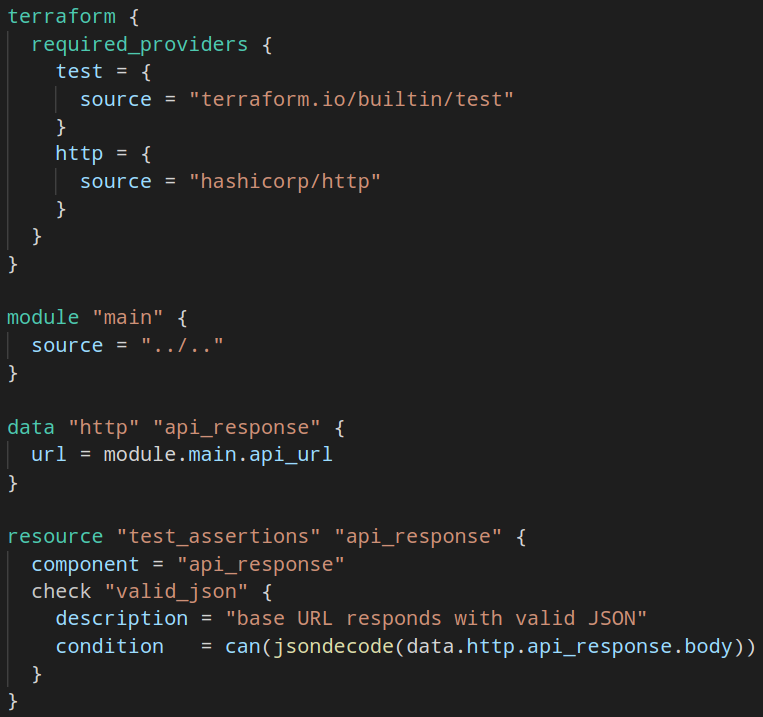 terraform {
  required_providers {
    test = {
      source = "terraform.io/builtin/test"
    }
    http = {
      source = "hashicorp/http"
    }
  }
}

module "main" {
  source = "../.."
}

data "http" "api_response" {
  url = module.main.api_url
}

resource "test_assertions" "api_response" {
  component = "api_response"
  check "valid_json" {
    description = "base URL responds with valid JSON"
    condition   = can(jsondecode(data.http.api_response.body))
  }
}